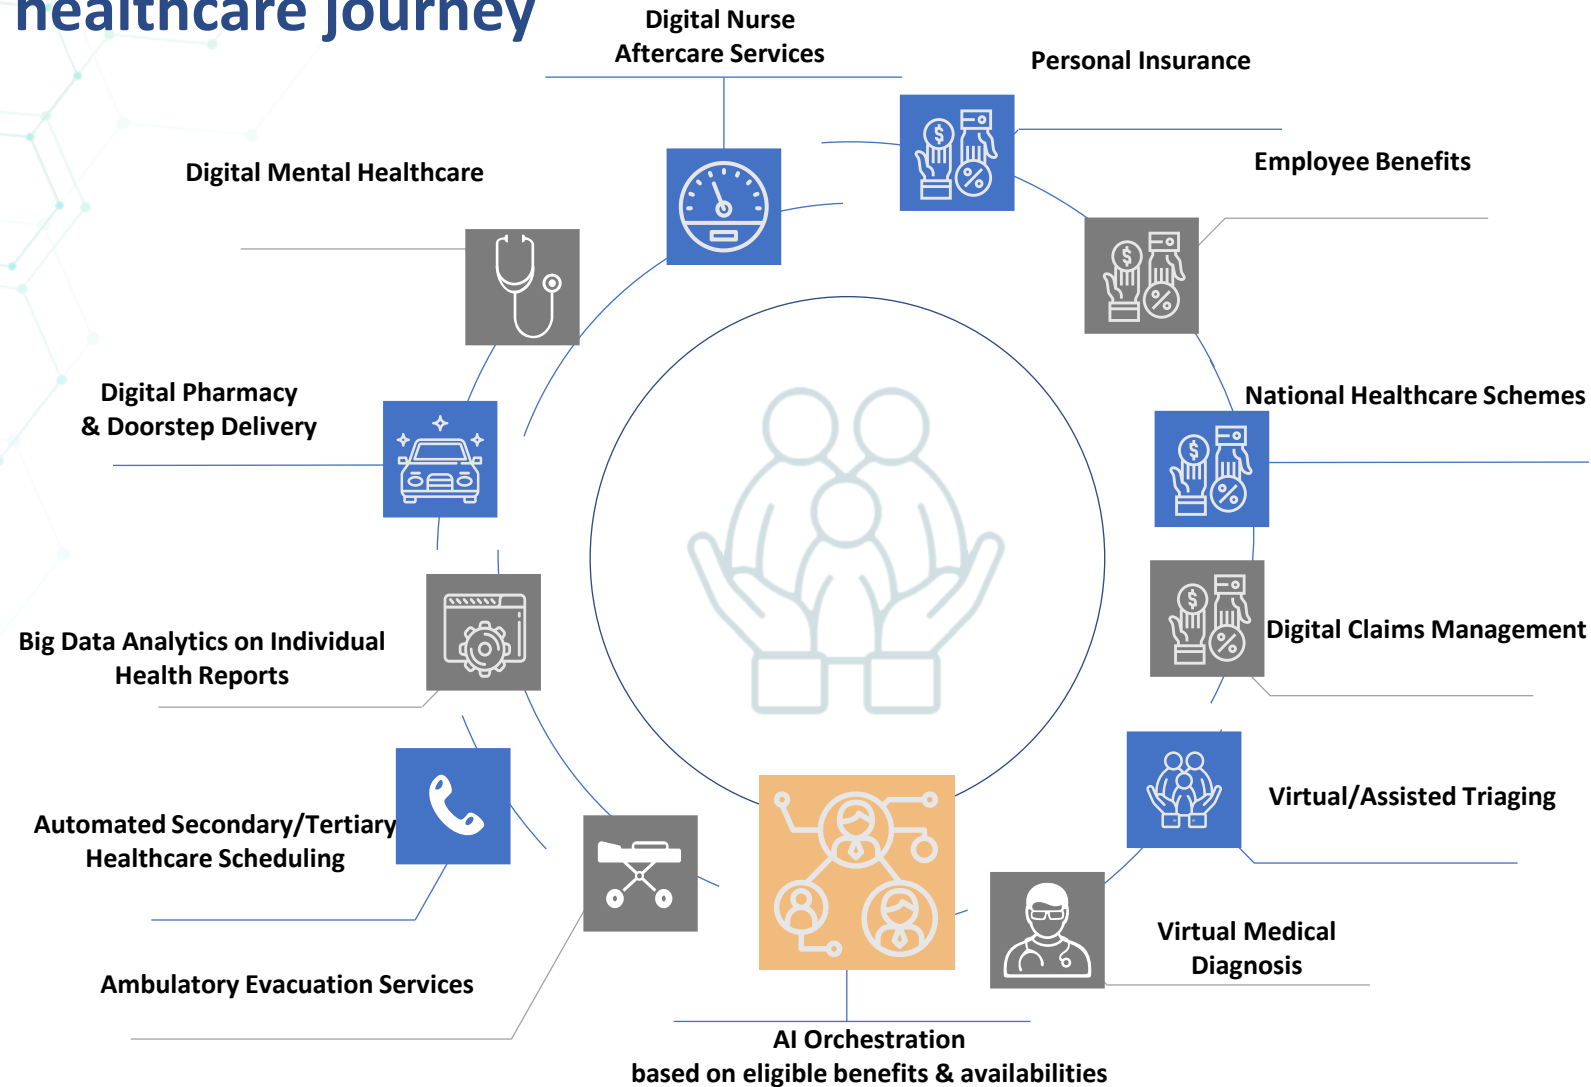 healthcare journey
Digital Nurse
Aftercare Services
Personal Insurance
Employee Benefits
Digital Mental Healthcare
National Healthcare Schemes
Digital Pharmacy
& Doorstep Delivery
Digital Claims Management
Big Data Analytics on Individual
Health Reports
Virtual/Assisted Triaging
Automated Secondary/Tertiary
Healthcare Scheduling
Virtual Medical
Diagnosis
Ambulatory Evacuation Services
AI Orchestration
based on eligible benefits & availabilities